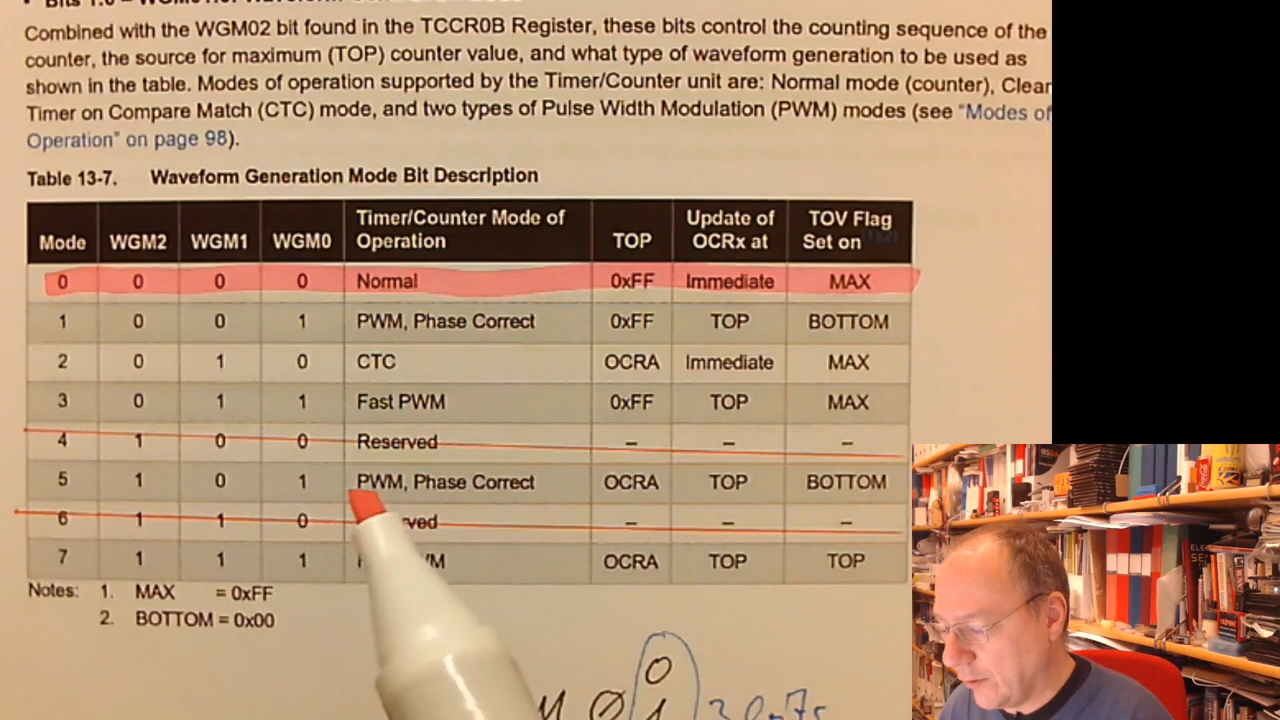 Combined with the WGM02 bit found in the TCCR0B Register, these bits control the counting sequence of the
counter, the source for maximum (TOP) counter value, and what type of waveform generation to be used as
shown in the table. Modes of operation supported by the Timer/Counter unit are: Normal mode (counter), Clear
Timer on Compare Match (CTC) mode, and two types of Pulse Width Modulation (PWM) modes (see "Modes of
Operation" on page 98).
Table 13-7. Waveform Generation Mode Bit Description
Mode WGM2 WGM1 WGM0 Timer/Counter Mode of Operation TOP Update of OCRx at TOV Flag Set on
0 0 0 0 Normal 0xFF Immediate MAX
1 0 0 1 PWM, Phase Correct 0xFF TOP BOTTOM
2 0 1 0 CTC OCRA Immediate MAX
3 0 1 1 Fast PWM 0xFF TOP MAX
4 1 0 0 Reserved – – –
5 1 0 1 PWM, Phase Correct OCRA TOP BOTTOM
6 1 1 0 ved – – –
7 1 1 1 OCRA TOP TOP
Notes: 1. MAX = 0xFF
2. BOTTOM = 0x00
0